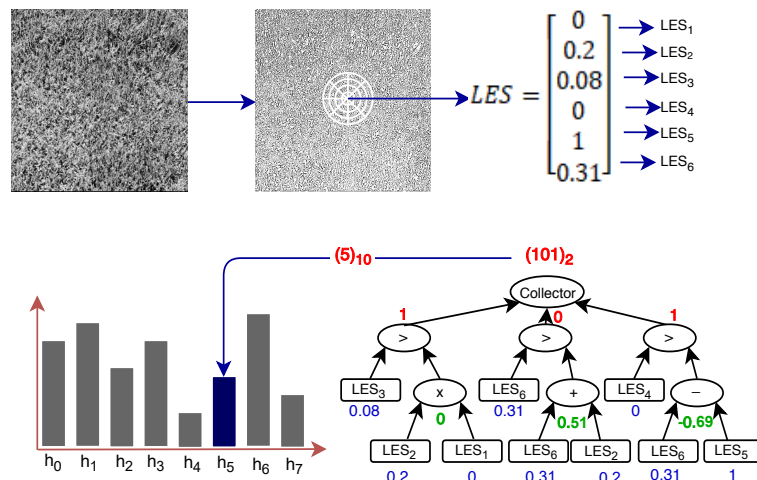 LES =
0
0.2
0.08
0
1
0.31
LES1
LES2
LES3
LES4
LES5
LES6
(5)10
(101)2
Collector
1
0
1
>
>
>
LES3
x
LES6
+
LES4
−
0.08
0
0.31
0.51
0
-0.69
LES2
LES1
LES6
LES2
LES6
LES5
0.2
0
0.31
0.2
0.31
1
h0
h1
h2
h3
h4
h5
h6
h7